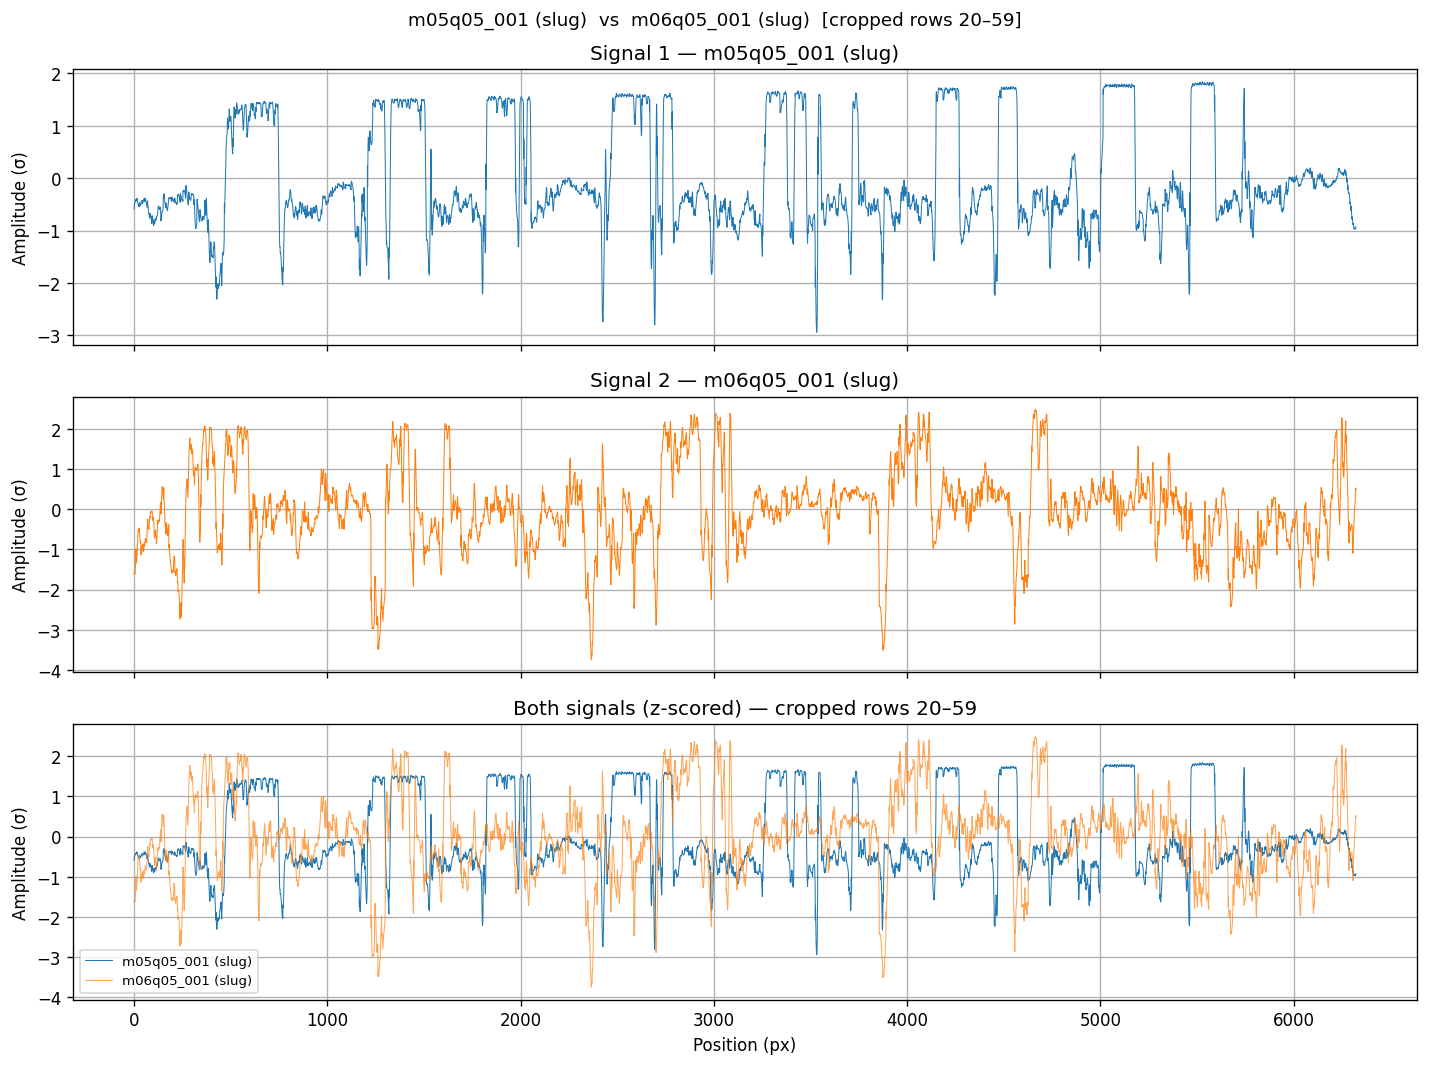 m05q05_001 (slug)  vs  m06q05_001 (slug)  [cropped rows 20–59]
Signal 1 — m05q05_001 (slug)
Amplitude (σ)
2
1
0
−1
−2
−3
Signal 2 — m06q05_001 (slug)
Amplitude (σ)
2
1
0
−1
−2
−3
−4
Both signals (z-scored) — cropped rows 20–59
Amplitude (σ)
2
1
0
−1
−2
−3
−4
m05q05_001 (slug)
m06q05_001 (slug)
0 1000 2000 3000 4000 5000 6000
Position (px)